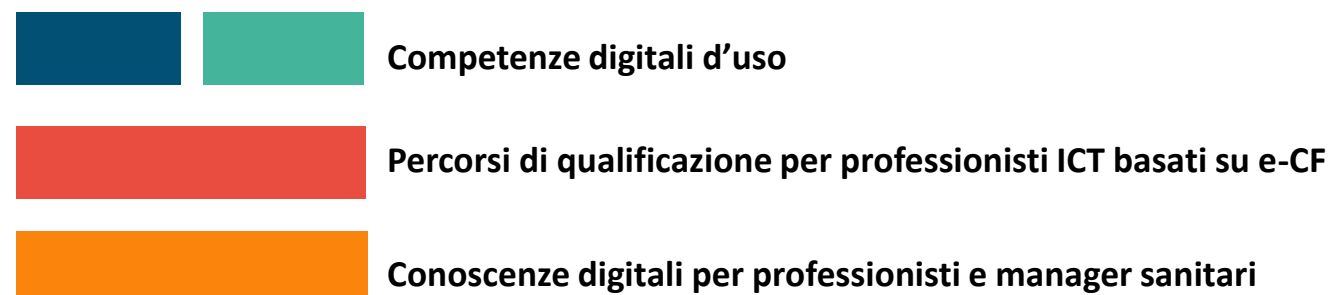 Competenze digitali d’uso
Percorsi di qualificazione per professionisti ICT basati su e-CF
Conoscenze digitali per professionisti e manager sanitari